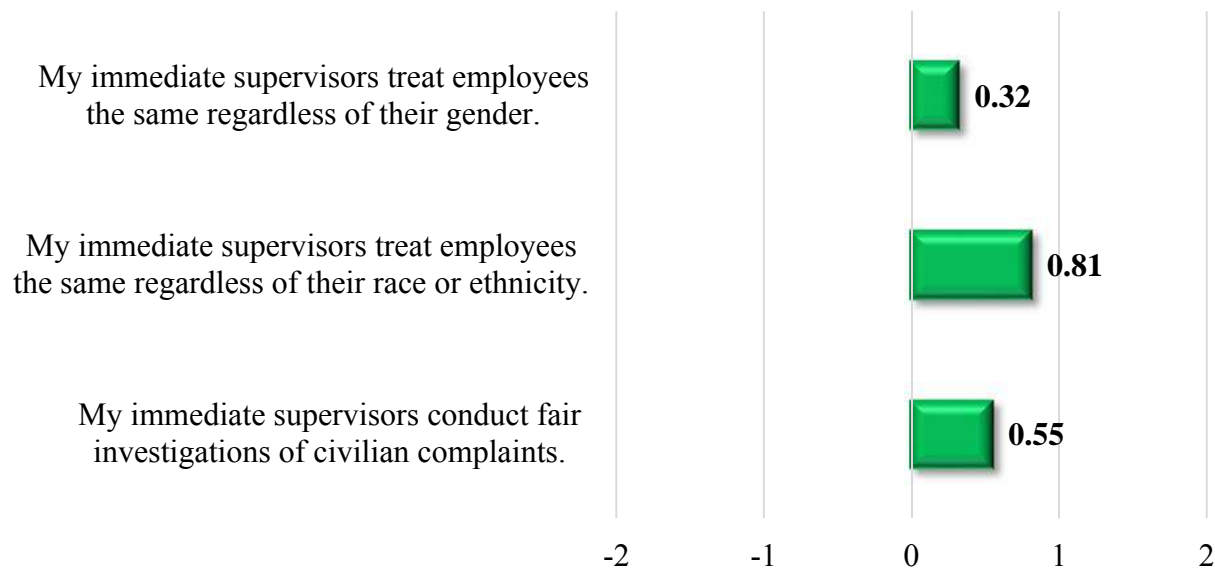 My immediate supervisors treat employees
the same regardless of their gender.
0.32
My immediate supervisors treat employees
the same regardless of their race or ethnicity.
0.81
My immediate supervisors conduct fair
investigations of civilian complaints.
0.55
-2 -1 0 1 2